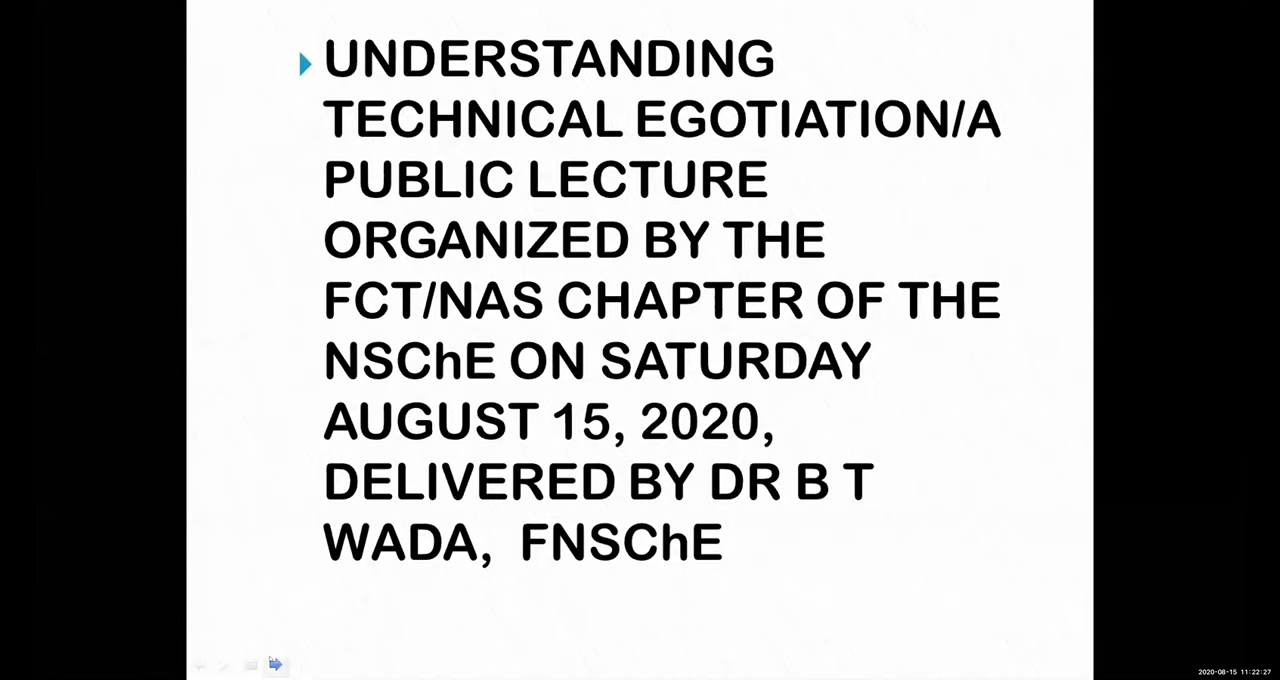 UNDERSTANDING
TECHNICAL EGOTIATION/A
PUBLIC LECTURE
ORGANIZED BY THE
FCT/NAS CHAPTER OF THE
NSChE ON SATURDAY
AUGUST 15, 2020,
DELIVERED BY DR B T
WADA, FNSChE
2020-08-15 11:22:27